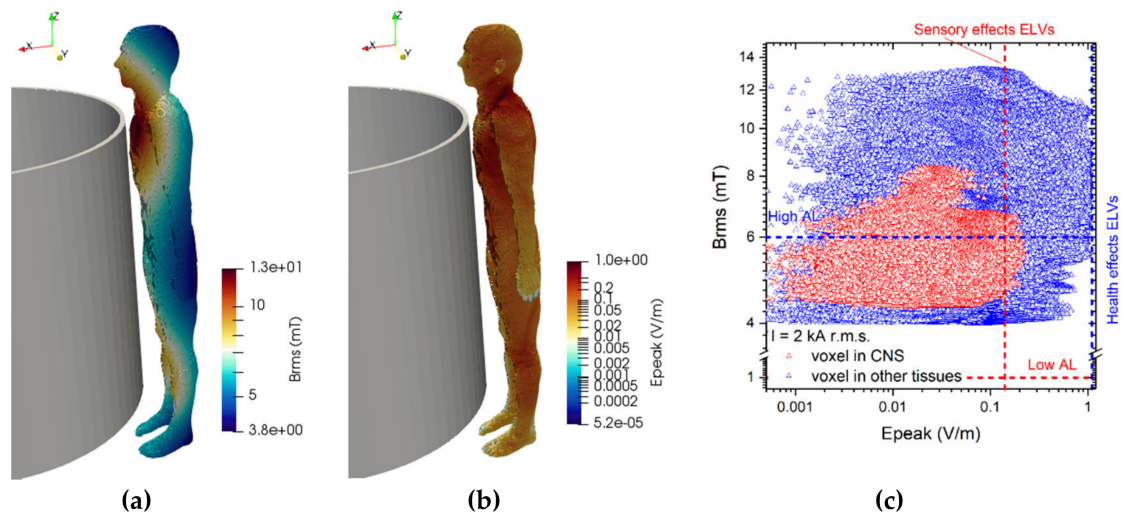 Z
X
Y
1.3e+01
10
5
3.8e+00
Brms (mT)
(a)
Z
X
Y
1.0e+00
0.5
0.2
0.1
0.05
0.02
0.01
0.005
0.002
0.001
0.0005
0.0002
5.2e-05
Epeak (V/m)
(b)
Sensory effects ELVs
14
12
10
8
6
4
1
Brms (mT)
High AL
Health effects ELVs
I = 2 kA r.m.s.
voxel in CNS
voxel in other tissues
Low AL
0.001
0.01
0.1
1
Epeak (V/m)
(c)